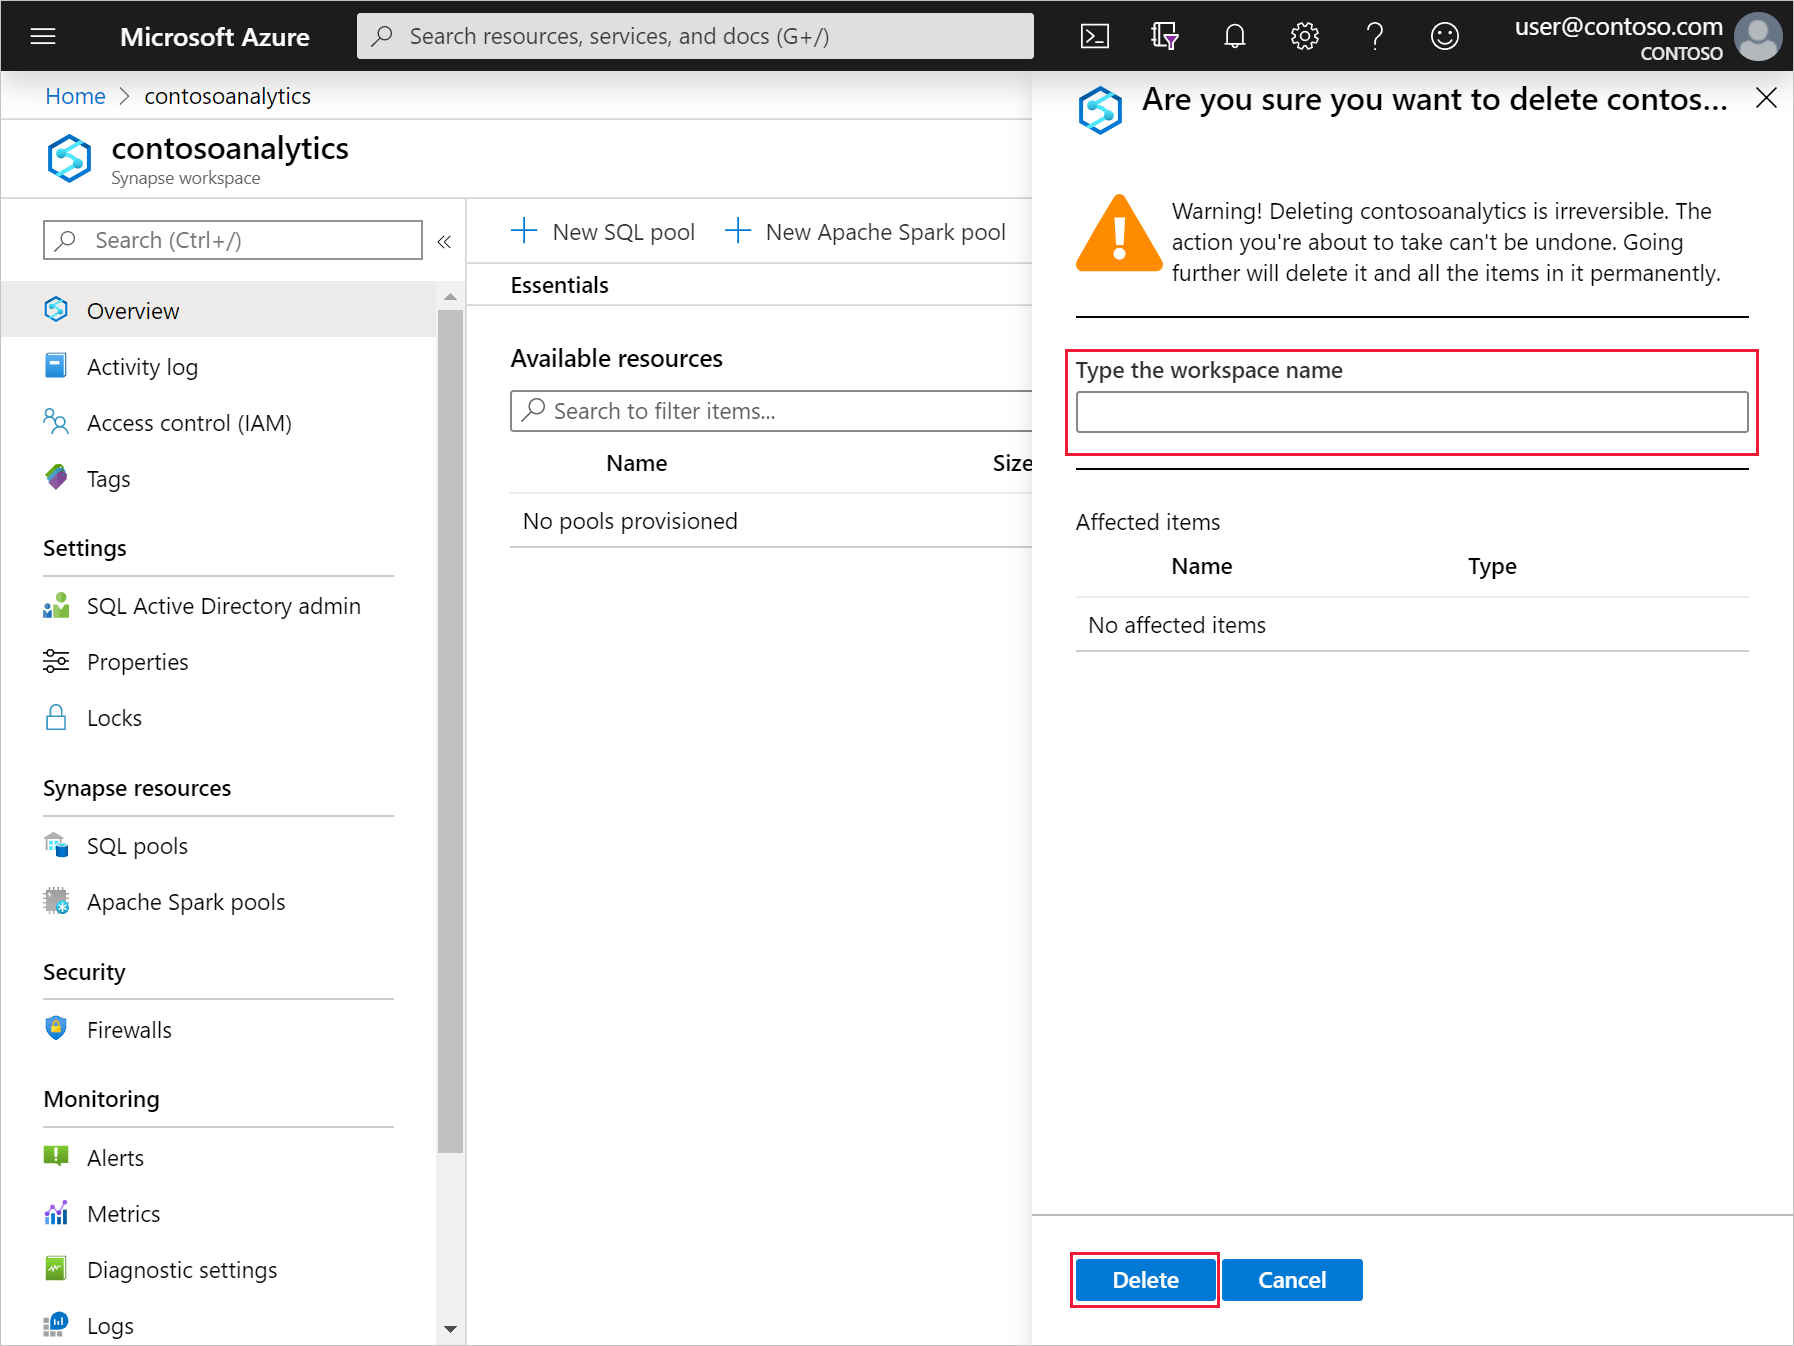 Microsoft Azure
Search resources, services, and docs (G+/)
user@contoso.com
CONTOSO
Home > contosoanalytics
contosoanalytics
Synapse workspace
Search (Ctrl+/)
«
Overview
Activity log
Access control (IAM)
Tags
Settings
SQL Active Directory admin
Properties
Locks
Synapse resources
SQL pools
Apache Spark pools
Security
Firewalls
Monitoring
Alerts
Metrics
Diagnostic settings
Logs
+ New SQL pool + New Apache Spark pool
Essentials
Available resources
Search to filter items...
Name Size
No pools provisioned
Are you sure you want to delete contos...
Warning! Deleting contosoanalytics is irreversible. The
action you're about to take can't be undone. Going
further will delete it and all the items in it permanently.
Type the workspace name
Affected items
Name Type
No affected items
Delete Cancel